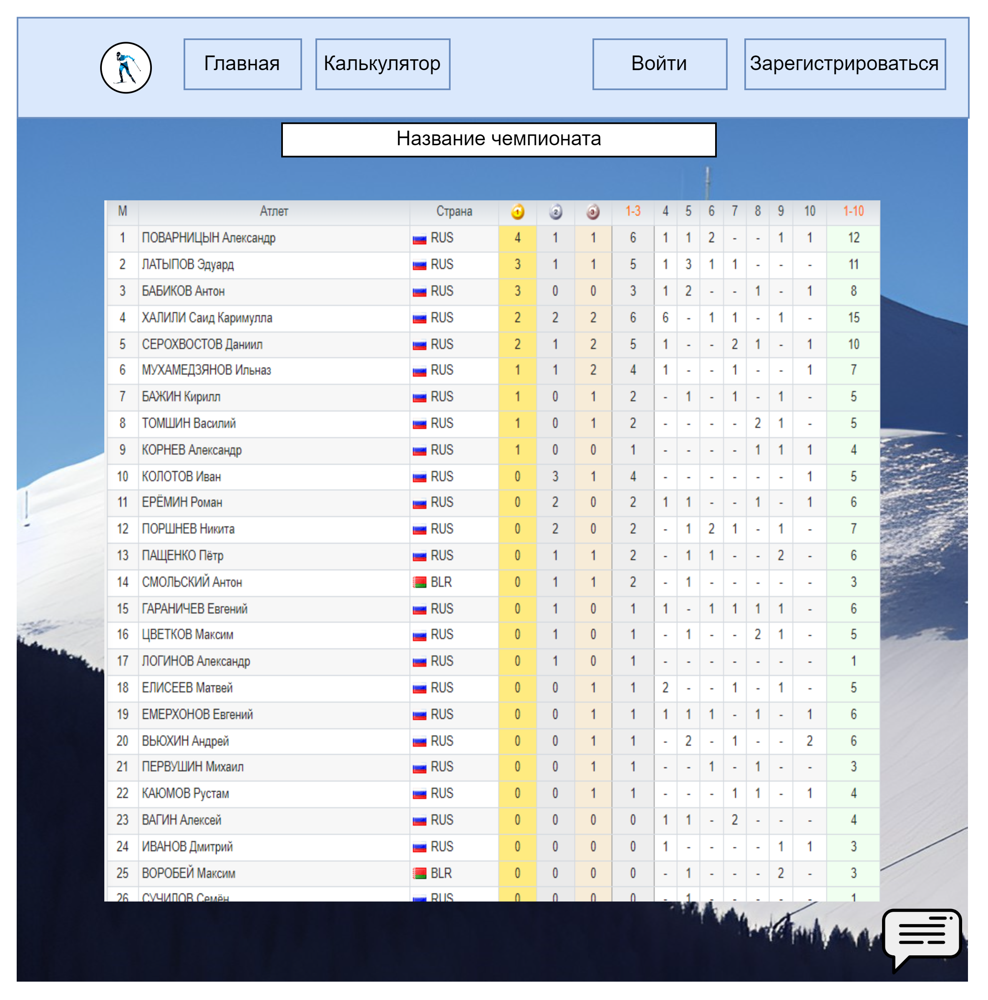 Главная Калькулятор Войти Зарегистрироваться
Название чемпионата
М Атлет Страна 1 2 3 1-3 4 5 6 7 8 9 10 1-10
1 ПОВАРНИЦЫН Александр RUS 4 1 1 6 1 1 2 - - 1 1 12
2 ЛАТЫПОВ Эдуард RUS 3 1 1 5 1 3 1 1 - - - 11
3 БАБИКОВ Антон RUS 3 0 0 3 1 2 - - 1 - 1 8
4 ХАЛИЛИ Саид Каримулла RUS 2 2 2 6 6 - 1 1 - 1 - 15
5 СЕРОХВОСТОВ Даниил RUS 2 1 2 5 1 - - 2 1 - 1 10
6 МУХАМЕДЗЯНОВ Ильназ RUS 1 1 2 4 1 - - 1 - - 1 7
7 БАЖИН Кирилл RUS 1 0 1 2 - 1 - 1 - 1 - 5
8 ТОМШИН Василий RUS 1 0 1 2 - - - - 2 1 - 5
9 КОРНЕВ Александр RUS 1 0 0 1 - - - - 1 1 1 4
10 КОЛОТОВ Иван RUS 0 3 1 4 - - - - - - 1 5
11 ЕРЁМИН Роман RUS 0 2 0 2 1 1 - - 1 - 1 6
12 ПОРШНЕВ Никита RUS 0 2 0 2 - 1 2 1 - 1 - 7
13 ПАЩЕНКО Пётр RUS 0 1 1 2 - 1 1 - - 2 - 6
14 СМОЛЬСКИЙ Антон BLR 0 1 1 2 - 1 - - - - - 3
15 ГАРАНИЧЕВ Евгений RUS 0 1 0 1 1 - 1 1 1 1 - 6
16 ЦВЕТКОВ Максим RUS 0 1 0 1 - 1 - - 2 1 - 5
17 ЛОГИНОВ Александр RUS 0 1 0 1 - - - - - - - 1
18 ЕЛИСЕЕВ Матвей RUS 0 0 1 1 2 - - 1 - 1 - 5
19 ЕМЕРХОНОВ Евгений RUS 0 0 1 1 1 1 1 - 1 - 1 6
20 ВЬЮХИН Андрей RUS 0 0 1 1 - 2 - 1 - - 2 6
21 ПЕРВУШИН Михаил RUS 0 0 1 1 - - 1 - 1 - - 3
22 КАЮМОВ Рустам RUS 0 0 1 1 - - - 1 1 - 1 4
23 ВАГИН Алексей RUS 0 0 0 0 1 1 - 2 - - - 4
24 ИВАНОВ Дмитрий RUS 0 0 0 0 1 - - - - 1 1 3
25 ВОРОБЕЙ Максим BLR 0 0 0 0 - 1 - - - 2 - 3
26 СУЧИЛОВ Семён RUS 0 0 0 0 - 1 - - - - - 1